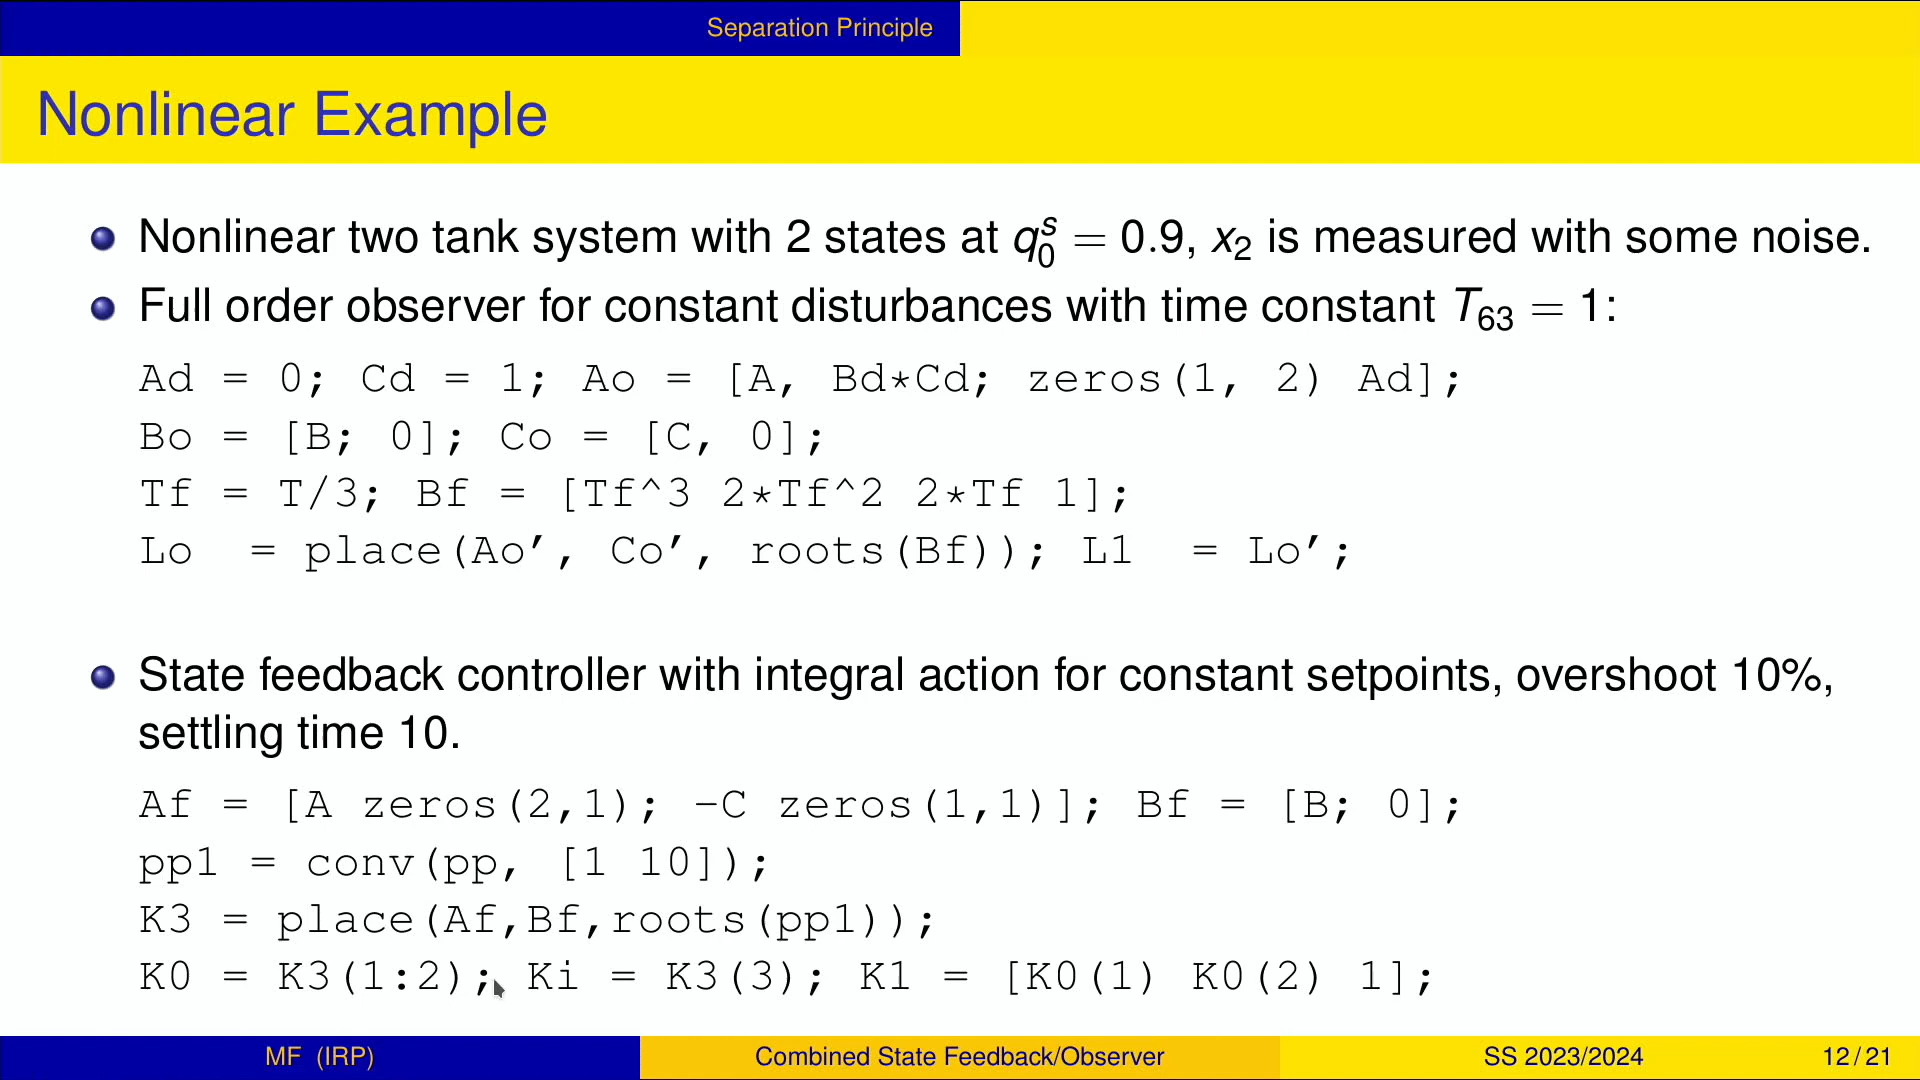 Separation Principle
Nonlinear Example
Nonlinear two tank system with 2 states at q₀ˢ = 0.9, x₂ is measured with some noise.
Full order observer for constant disturbances with time constant T₆₃ = 1:
Ad = 0; Cd = 1; Ao = [A, Bd*Cd; zeros(1, 2) Ad];
Bo = [B; 0]; Co = [C, 0];
Tf = T/3; Bf = [Tf^3 2*Tf^2 2*Tf 1];
Lo = place(Ao’, Co’, roots(Bf)); L1 = Lo’;
State feedback controller with integral action for constant setpoints, overshoot 10%,
settling time 10.
Af = [A zeros(2,1); -C zeros(1,1)]; Bf = [B; 0];
pp1 = conv(pp, [1 10]);
K3 = place(Af,Bf,roots(pp1));
K0 = K3(1:2); Ki = K3(3); K1 = [K0(1) K0(2) 1];
MF (IRP) Combined State Feedback/Observer SS 2023/2024 12 / 21